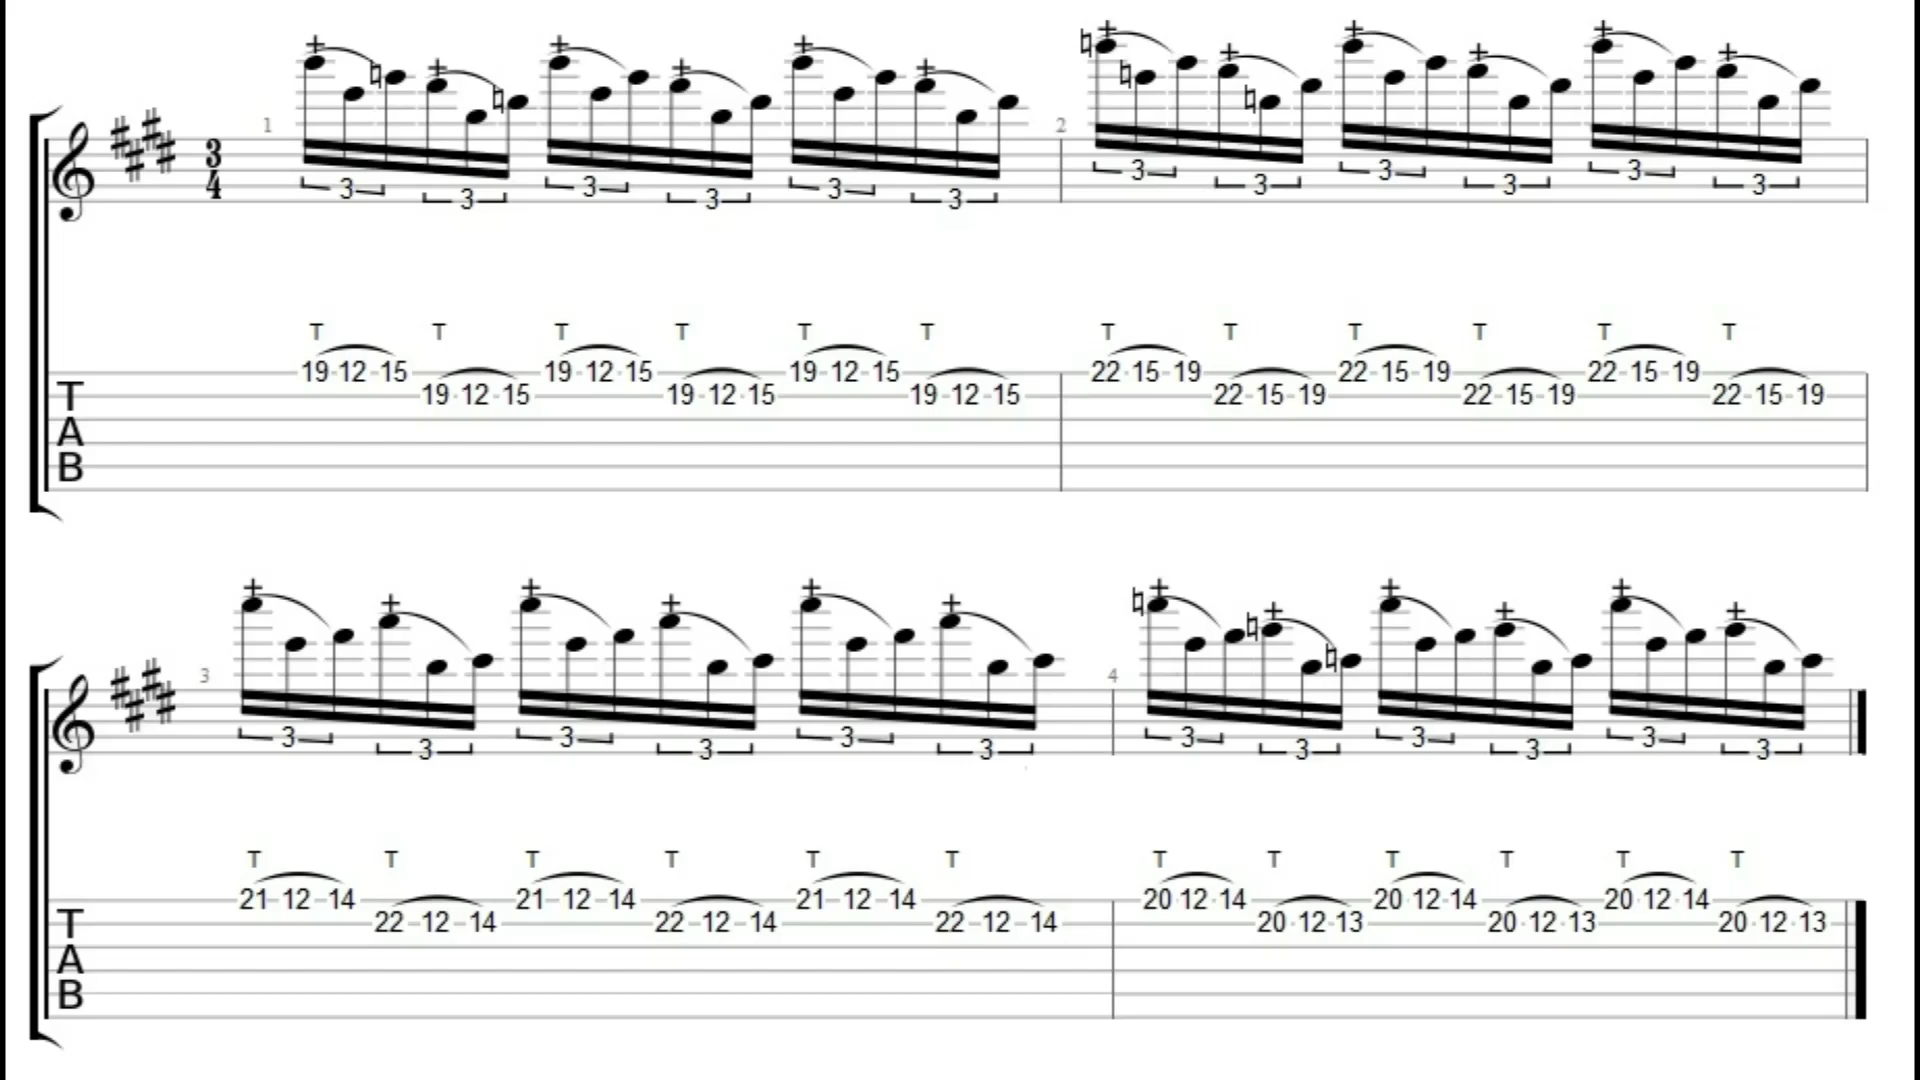 1 2
3
4
3 3 3 3 3 3 3 3 3 3 3 3
T T T T T T T T T T T T
19 12 15 19 12 15 19 12 15 22 15 19 22 15 19 22 15 19
19 12 15 19 12 15 19 12 15 22 15 19 22 15 19 22 15 19
T
A
B
3 4
3 3 3 3 3 3 3 3 3 3 3 3
T T T T T T T T T T T T
21 12 14 21 12 14 21 12 14 20 12 14 20 12 14 20 12 14
22 12 14 22 12 14 22 12 14 20 12 13 20 12 13 20 12 13
T
A
B